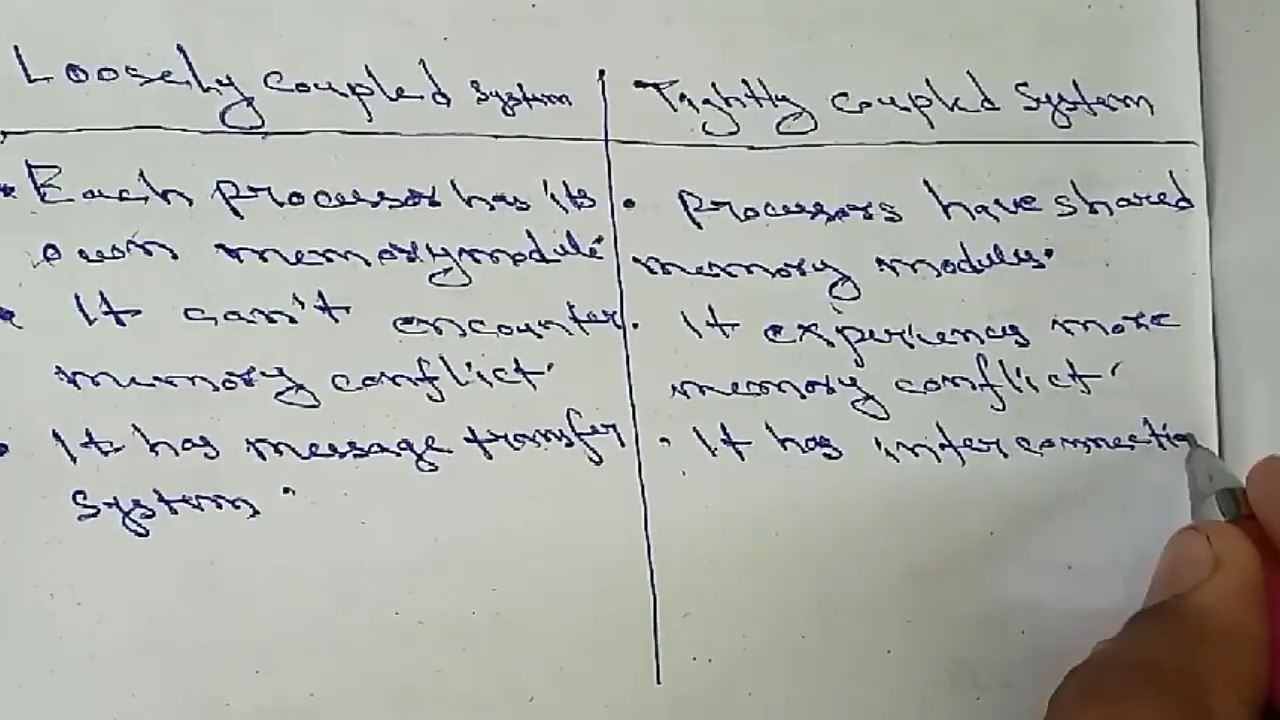 Loosely coupled system
Tightly coupled system
• Each processor has its
own memory module
• It can't encounter
memory conflict.
• It has message transfer
system.
• Processors have shared
memory modules.
• It experiences more
memory conflict.
• It has interconnectio